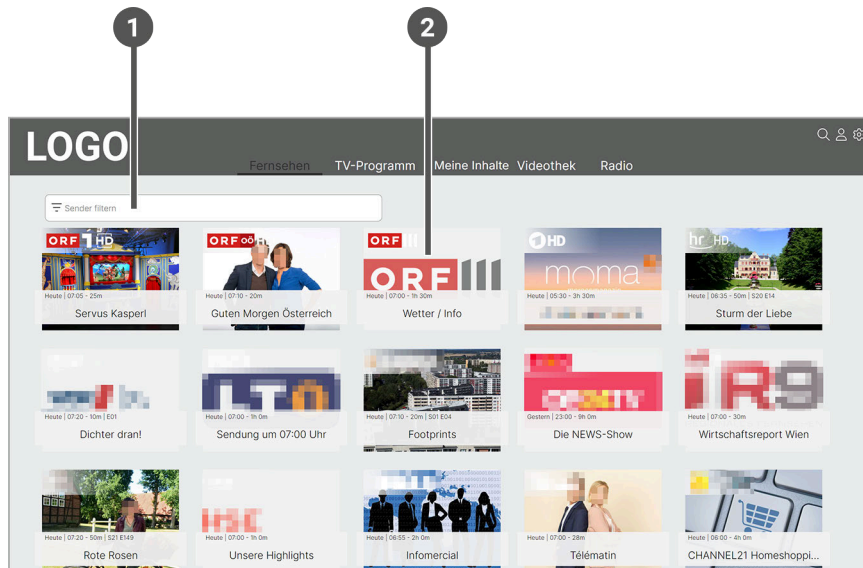 1 2
LOGO
Fernsehen TV-Programm Meine Inhalte Videothek Radio
Sender filtern
ORF 1 HD
Heute | 07:05 - 25m
Servus Kasperl
ORF oö H
Heute | 07:10 - 20m
Guten Morgen Österreich
ORF III
ORF III
Heute | 07:00 - 1h 30m
Wetter / Info
1 HD
moma
Heute | 05:30 - 3h 30m
hr HD
Heute | 06:35 - 50m | S20 E14
Sturm der Liebe
Heute | 07:20 - 10m | E01
Dichter dran!
Heute | 07:00 - 1h 0m
Sendung um 07:00 Uhr
Heute | 07:10 - 20m | S01 E04
Footprints
Gestern | 23:00 - 9h 0m
Die NEWS-Show
Heute | 07:00 - 30m
Wirtschaftsreport Wien
Heute | 07:20 - 50m | S21 E149
Rote Rosen
Heute | 07:00 - 1h 0m
Unsere Highlights
Heute | 06:55 - 2h 0m
Infomercial
Heute | 07:00 - 28m
Télématin
Heute | 06:00 - 4h 0m
CHANNEL21 Homeshoppi...